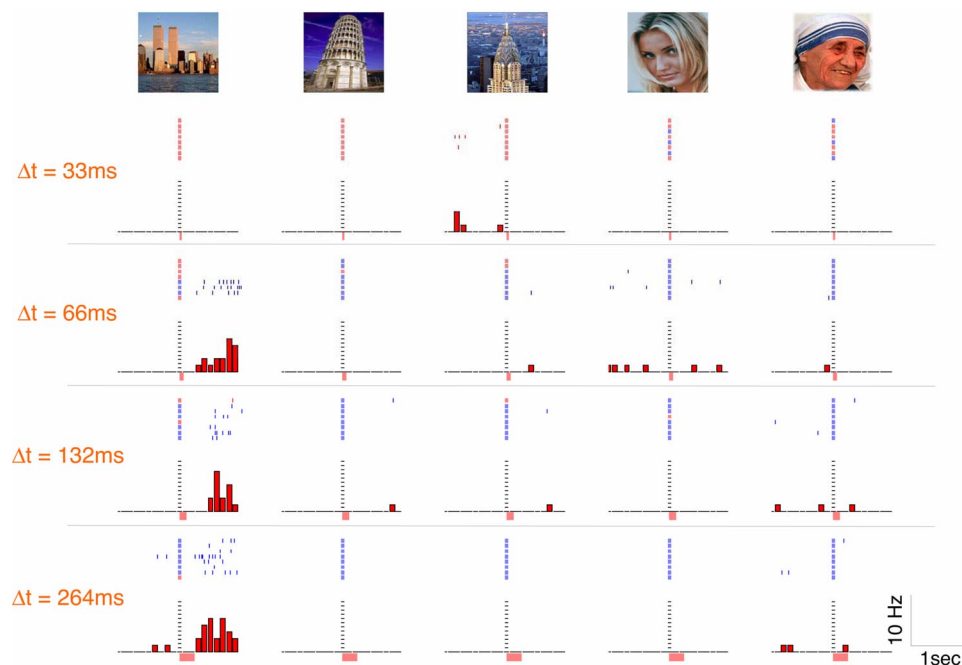 Δt = 33ms
Δt = 66ms
Δt = 132ms
Δt = 264ms
10 Hz
1sec